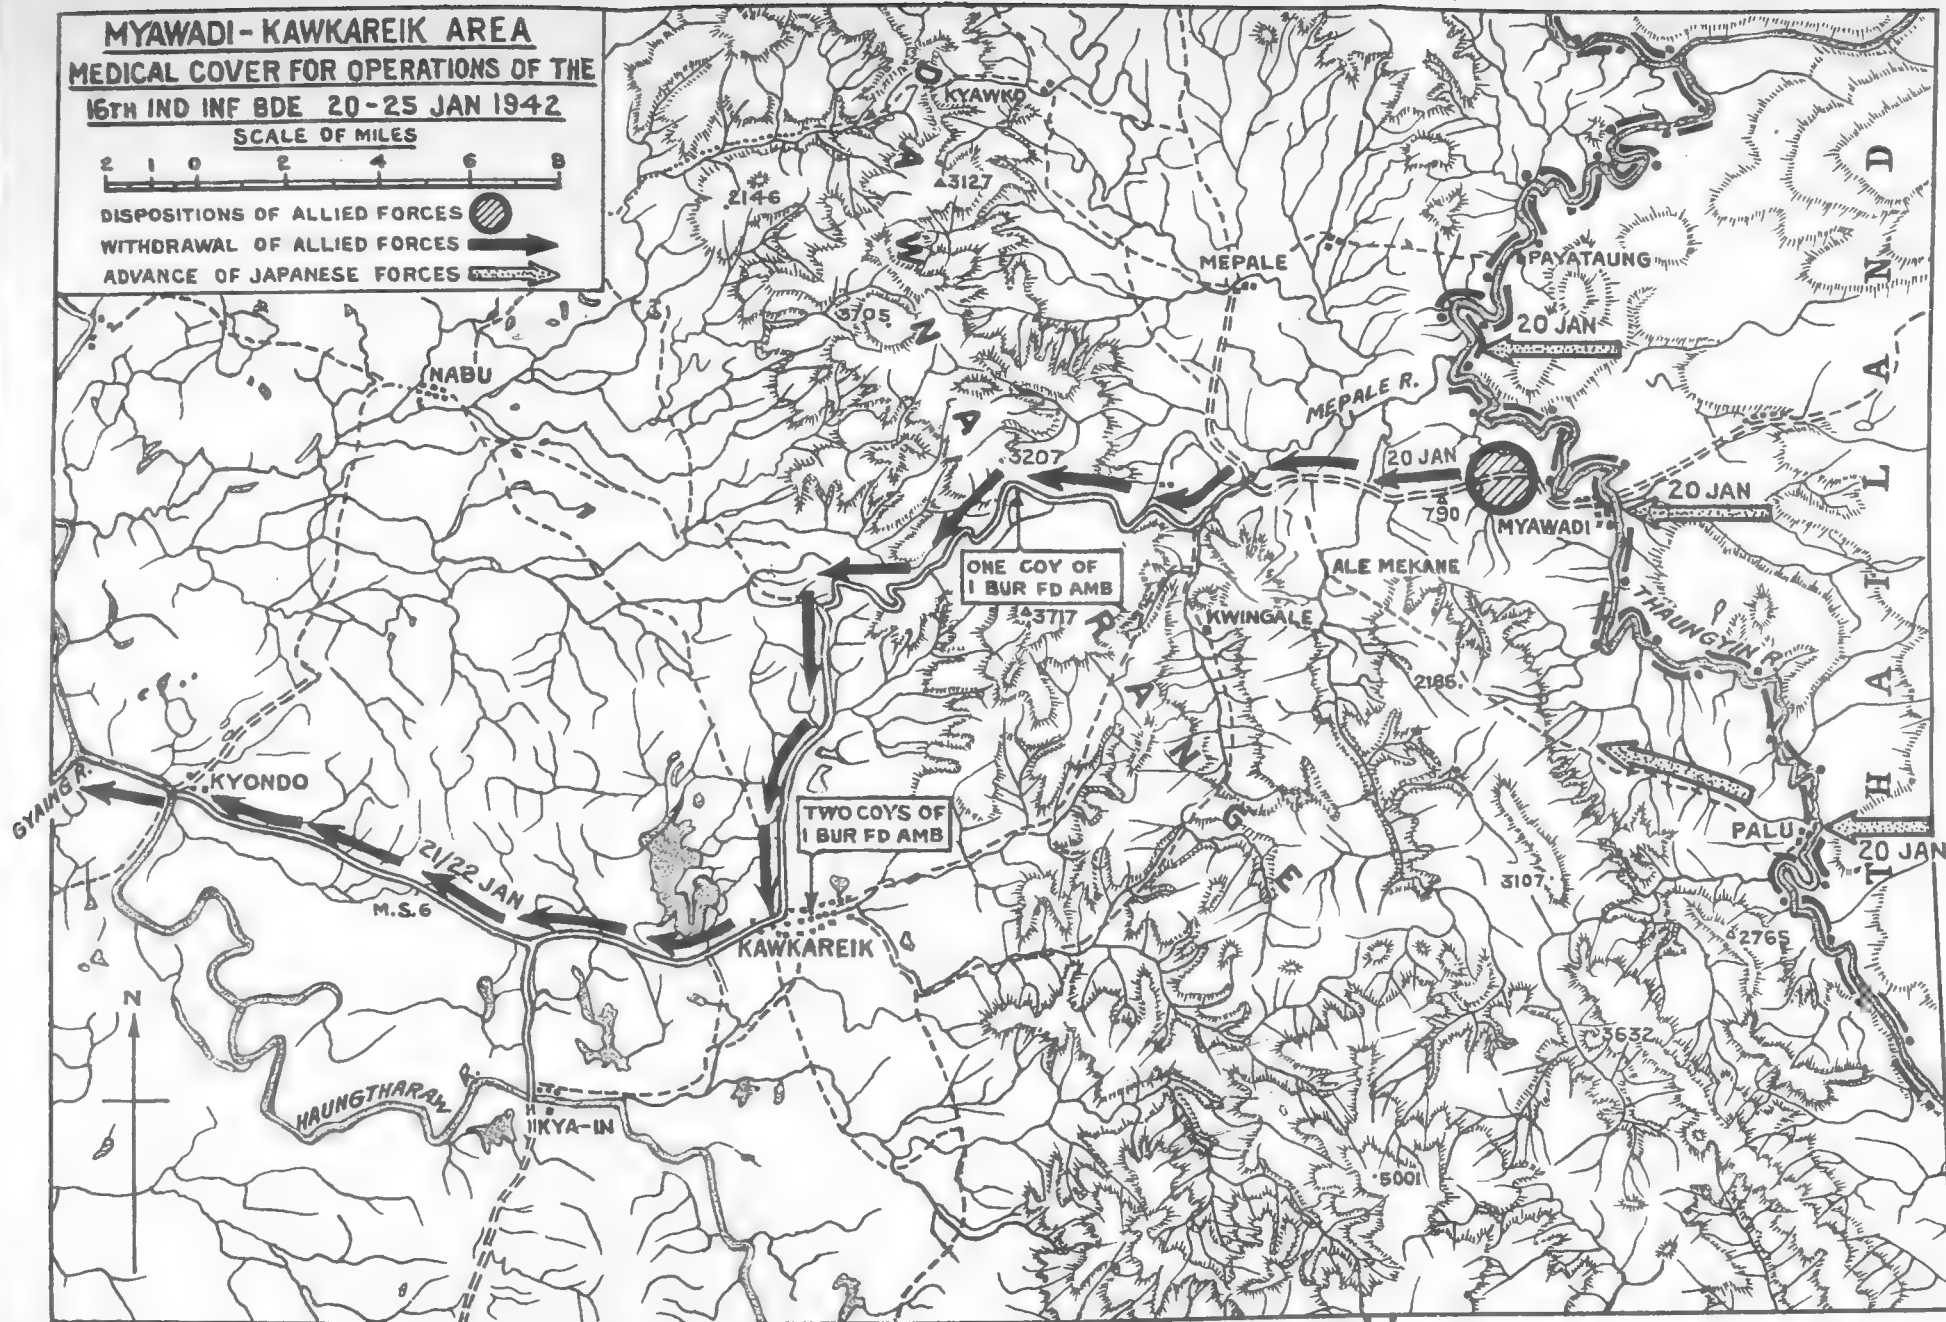 MYAWADI-KAWKAREIK AREA
MEDICAL COVER FOR OPERATIONS OF THE
16TH IND INF BDE 20-25 JAN 1942
SCALE OF MILES
2 1 0 2 4 6 8
DISPOSITIONS OF ALLIED FORCES
WITHDRAWAL OF ALLIED FORCES
ADVANCE OF JAPANESE FORCES
KYAWKO
3127
2146
MEPALE
PAYATAUNG
3705
20 JAN
NABU
MEPALE R.
DAWNA RANGE
THAILAND
3207
20 JAN
20 JAN
790
MYAWADI
ONE COY OF
1 BUR FD AMB
ALE MEKANE
3717
KWINGALE
THAUNGYIN R.
2186
KYONDO
GYAING R.
TWO COYS OF
1 BUR FD AMB
PALU
20 JAN
21/22 JAN
M.S.6
3107
KAWKAREIK
2765
N
3632
HAUNGTHARAW
KYA-IN
5001